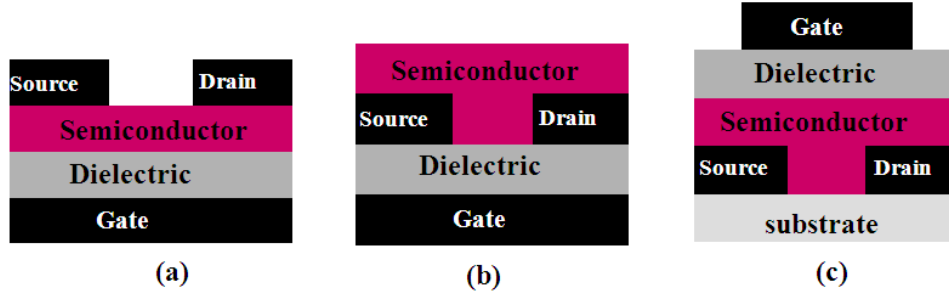 Source Drain
Semiconductor
Dielectric
Gate
(a)
Semiconductor
Source Drain
Dielectric
Gate
(b)
Gate
Dielectric
Semiconductor
Source Drain
substrate
(c)